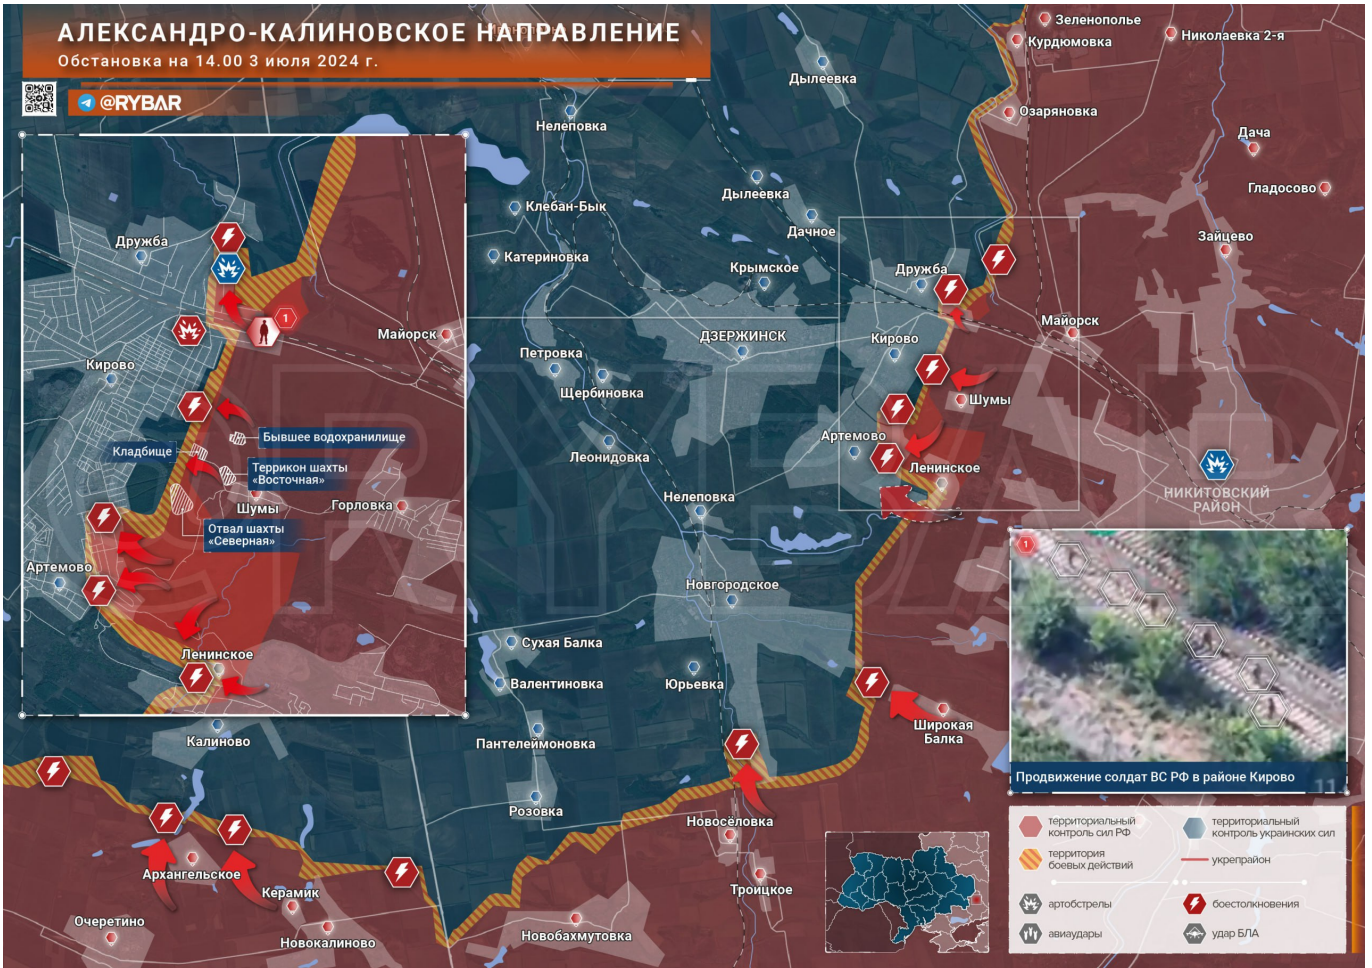 АЛЕКСАНДРО-КАЛИНОВСКОЕ НАПРАВЛЕНИЕ
Обстановка на 14.00 3 июля 2024 г.
@RYBAR
Зеленополье
Курдюмовка
Николаевка 2-я
Дылеевка
Озаряновка
Нелеповка
Дача
Гладосово
Дылеевка
Клебан-Бык
Дачное
Зайцево
Катериновка
Крымское
Дружба
Майорск
ДЗЕРЖИНСК
Кирово
Петровка
Щербиновка
Шумы
Артемово
Леонидовка
Ленинское
Нелеповка
НИКИТОВСКИЙ
РАЙОН
Новгородское
Сухая Балка
Валентиновка
Юрьевка
Широкая
Балка
Пантелеймоновка
Розовка
Новосёловка
Троицкое
Калиново
Архангельское
Керамик
Очеретино
Новокалиново
Новобахмутовка
Дружба
1
Майорск
Кирово
Бывшее водохранилище
Кладбище
Террикон шахты
«Восточная»
Шумы
Горловка
Отвал шахты
«Северная»
Артемово
Ленинское
1
Продвижение солдат ВС РФ в районе Кирово
11
территориальный
контроль сил РФ
территориальный
контроль украинских сил
территория
боевых действий
укрепрайон
артобстрелы
боестолкновения
авиаудары
удар БЛА
@RYBAR